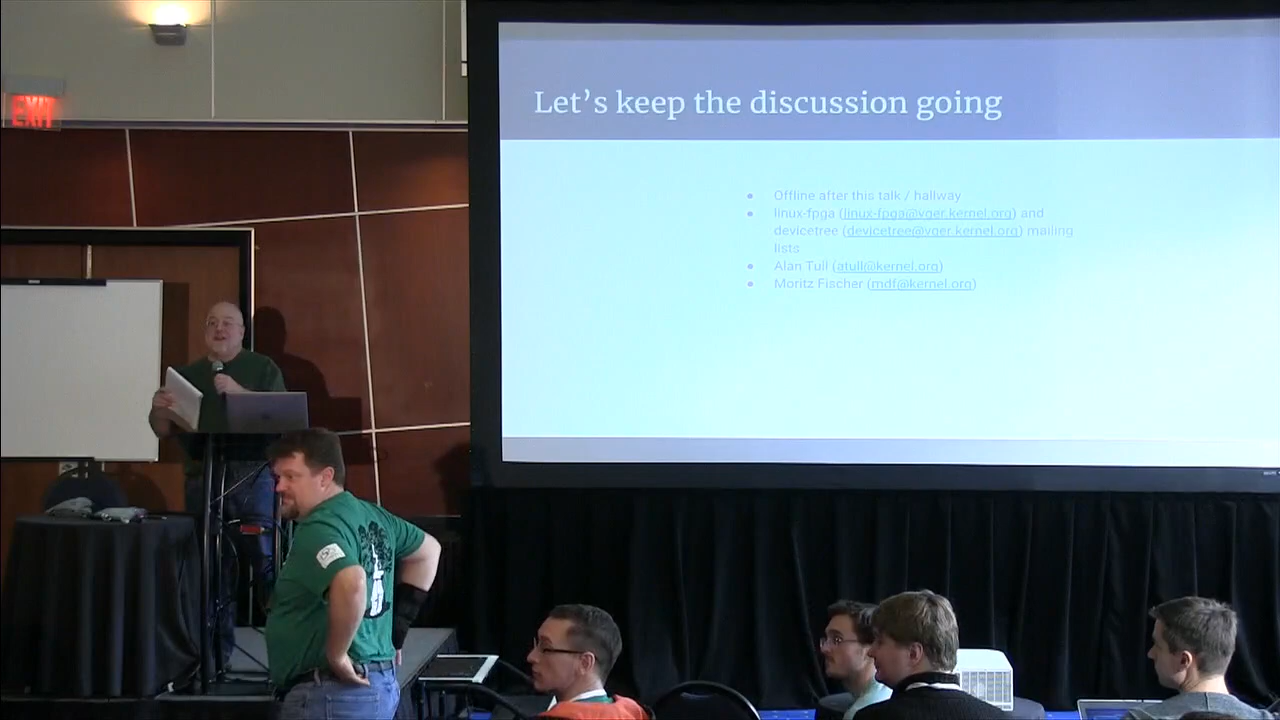 EXIT
Let's keep the discussion going
● Offline after this talk / hallway
● linux-fpga (linux-fpga@vger.kernel.org) and
devicetree (devicetree@vger.kernel.org) mailing
lists
● Alan Tull (atull@kernel.org)
● Moritz Fischer (mdf@kernel.org)